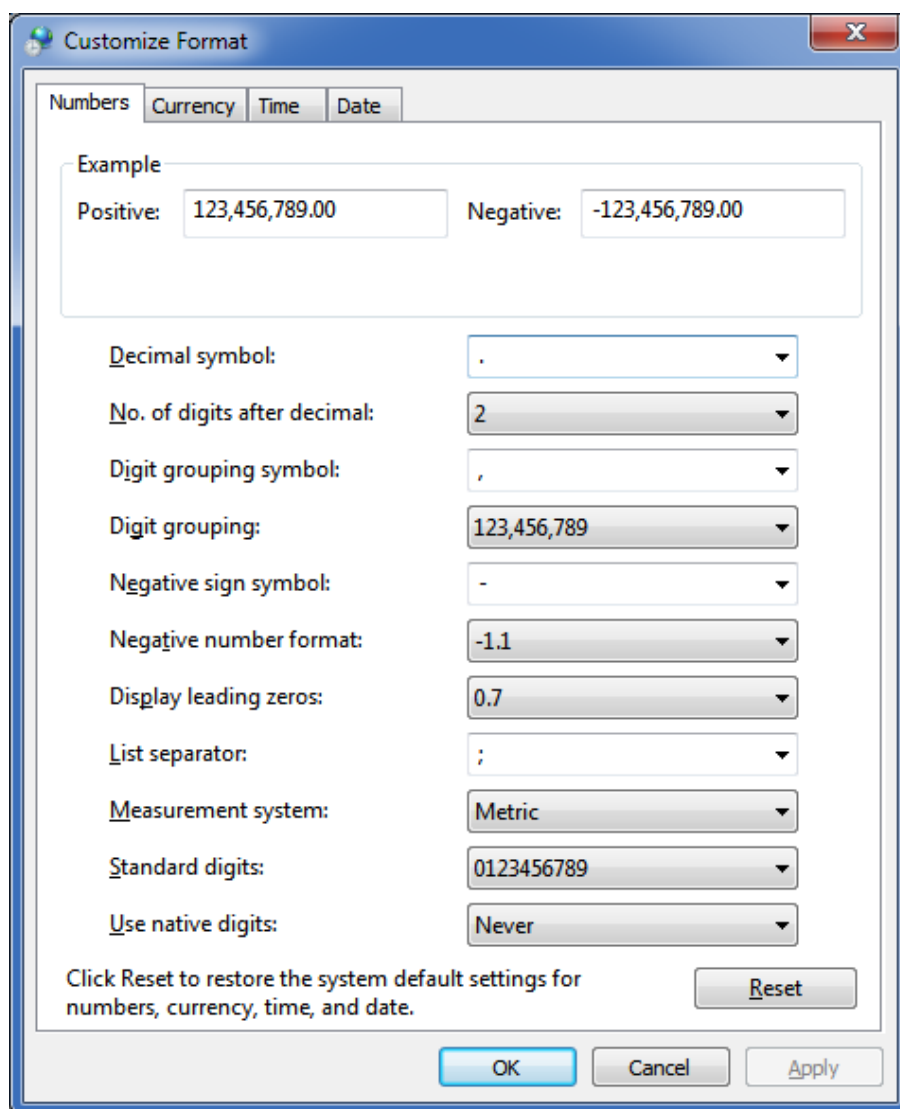 Customize Format
Numbers Currency Time Date
Example
Positive: 123,456,789.00 Negative: -123,456,789.00
Decimal symbol: .
No. of digits after decimal: 2
Digit grouping symbol: ,
Digit grouping: 123,456,789
Negative sign symbol: -
Negative number format: -1.1
Display leading zeros: 0.7
List separator: ;
Measurement system: Metric
Standard digits: 0123456789
Use native digits: Never
Click Reset to restore the system default settings for
numbers, currency, time, and date.
Reset
OK Cancel Apply